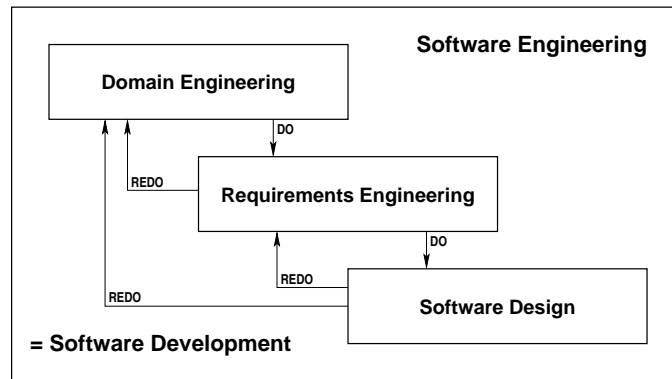 Software Engineering
Domain Engineering
DO
REDO
Requirements Engineering
DO
REDO
REDO
Software Design
= Software Development